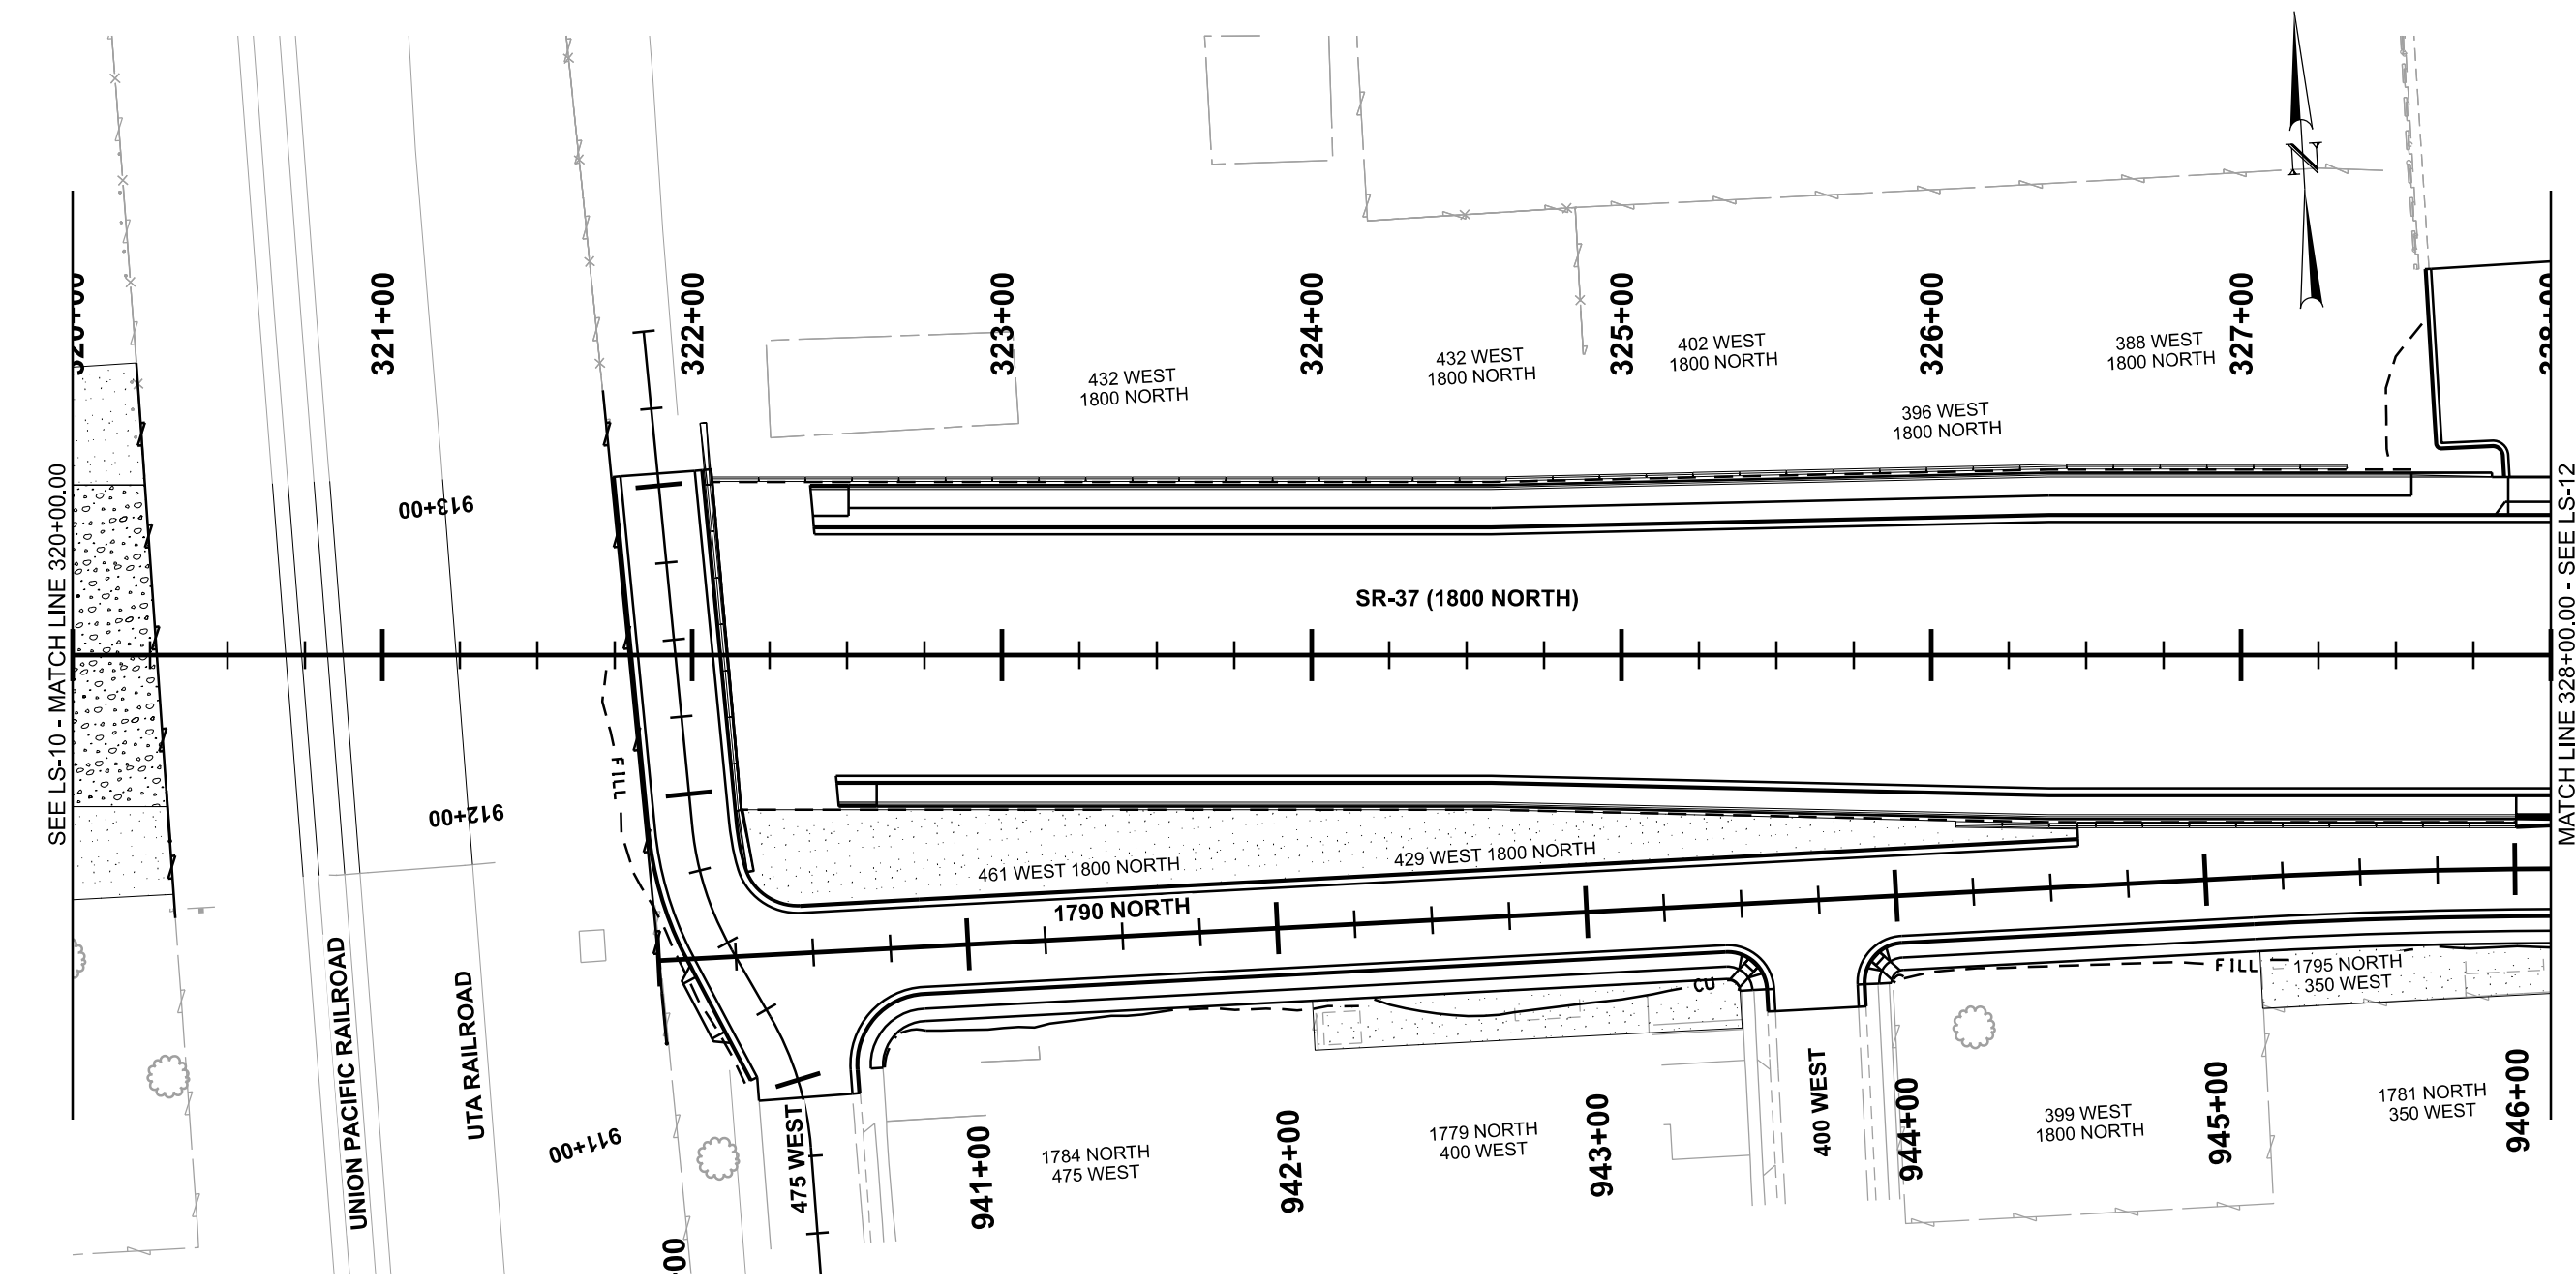 N
321+00
322+00
323+00
324+00
325+00
326+00
327+00
432 WEST
1800 NORTH
432 WEST
1800 NORTH
402 WEST
1800 NORTH
388 WEST
1800 NORTH
396 WEST
1800 NORTH
SEE LS-10 - MATCH LINE 320+00.00
MATCH LINE 328+00.00 - SEE LS-12
913+00
SR-37 (1800 NORTH)
FILL
912+00
461 WEST 1800 NORTH
429 WEST 1800 NORTH
1790 NORTH
UNION PACIFIC RAILROAD
UTA RAILROAD
CU
FILL
1795 NORTH
350 WEST
911+00
475 WEST
941+00
1784 NORTH
475 WEST
942+00
1779 NORTH
400 WEST
943+00
400 WEST
944+00
399 WEST
1800 NORTH
945+00
1781 NORTH
350 WEST
946+00